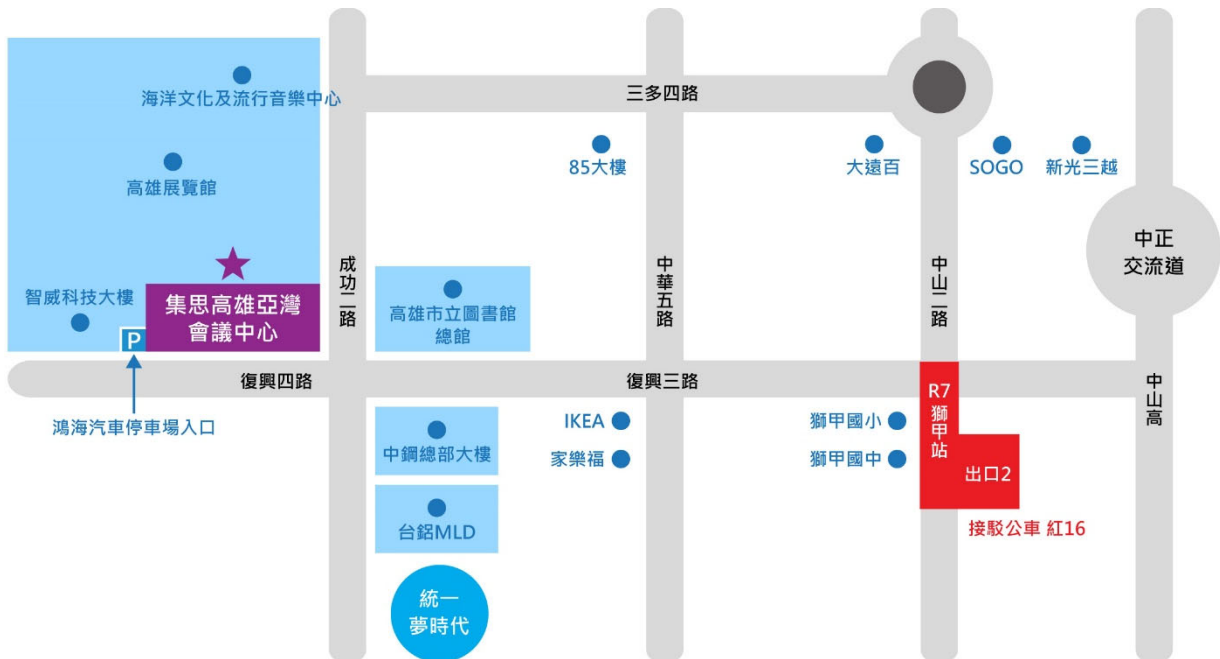 海洋文化及流行音樂中心
三多四路
高雄展覽館
85大樓
大遠百
SOGO
新光三越
中正
交流道
成功二路
中華五路
中山二路
智威科技大樓
P
集思高雄亞灣
會議中心
高雄市立圖書館
總館
復興四路
復興三路
中山高
鴻海汽車停車場入口
中鋼總部大樓
IKEA
家樂福
獅甲國小
獅甲國中
R7
獅甲站
出口2
接駁公車 紅16
台鋁MLD
統一
夢時代